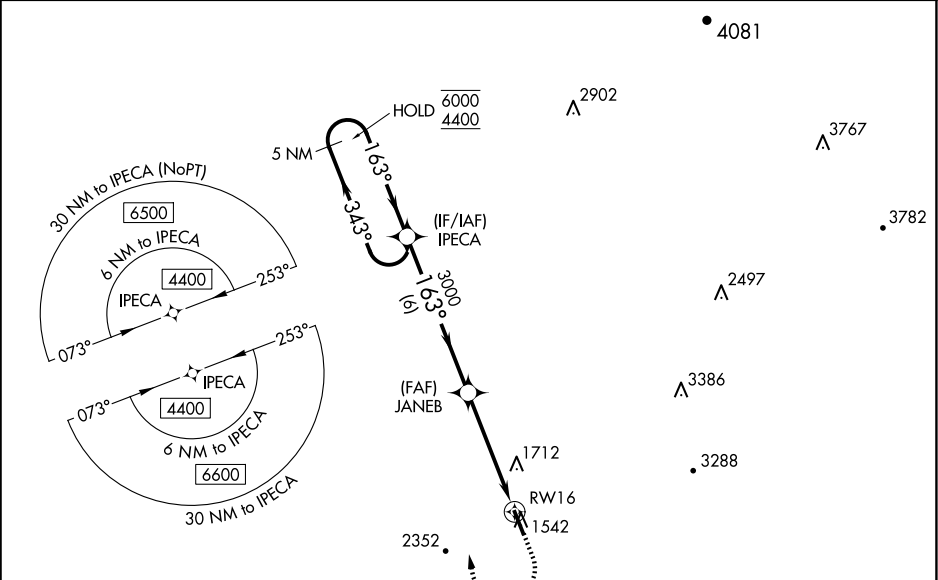 4081
2902
3767
HOLD 6000
4400
5 NM
163°
343°
(IF/IAF)
IPECA
3782
30 NM to IPECA (NoPT)
6500
6 NM to IPECA
4400
253°
IPECA
073°
3000
163°
(6)
2497
253°
IPECA
073°
4400
6 NM to IPECA
6600
30 NM to IPECA
(FAF)
JANEB
3386
1712
3288
RW16
1542
2352